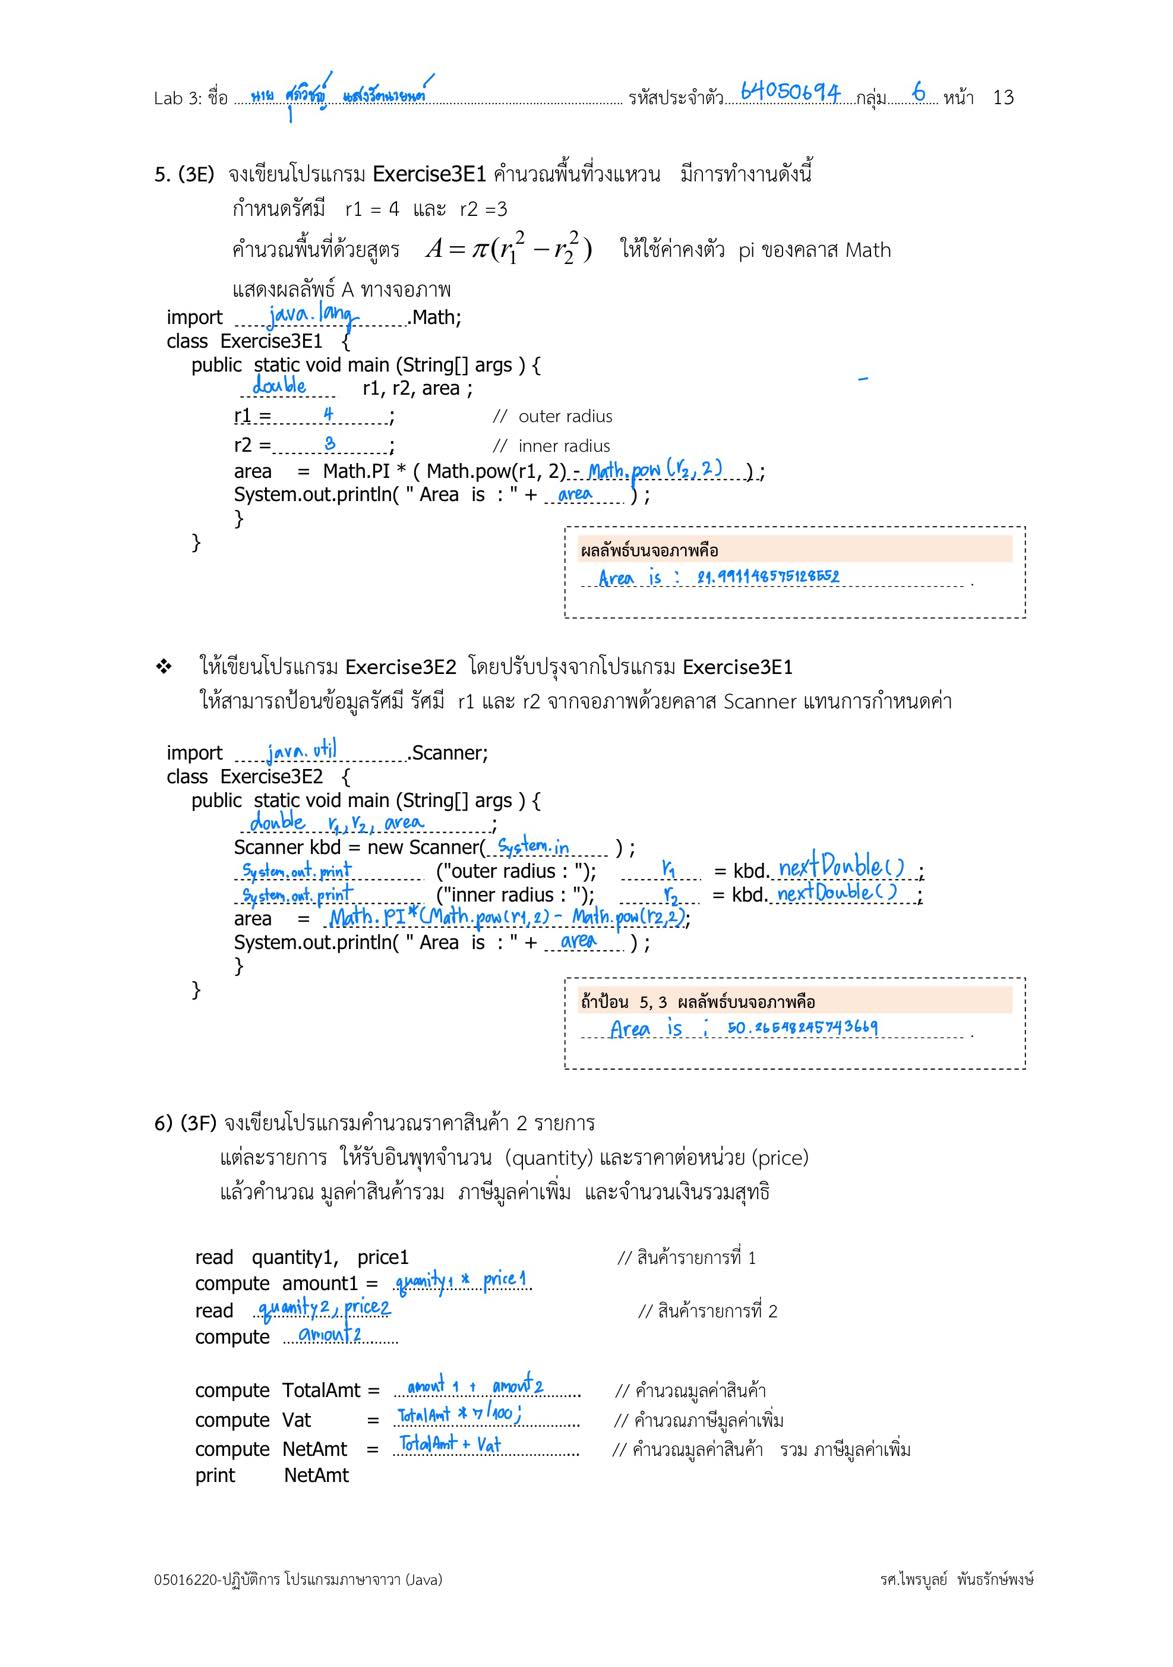 Lab 3: ชื่อ นาย ศุภวิชญ์ แสงรัตนายนต์ รหัสประจำตัว 64050694 กลุ่ม 6 หน้า 13
5. (3E) จงเขียนโปรแกรม Exercise3E1 คำนวณพื้นที่วงแหวน มีการทำงานดังนี้
กำหนดรัศมี r1 = 4 และ r2 =3
คำนวณพื้นที่ด้วยสูตร A = π(r₁² − r₂²) ให้ใช้ค่าคงตัว pi ของคลาส Math
แสดงผลลัพธ์ A ทางจอภาพ
import java.lang .Math;
class Exercise3E1 {
public static void main (String[] args ) {
double r1, r2, area ;
r1 = 4 ; // outer radius
r2 = 3 ; // inner radius
area = Math.PI * ( Math.pow(r1, 2) - Math.pow(r2, 2) ) ;
System.out.println( " Area is : " + area ) ;
}
}
ผลลัพธ์บนจอภาพคือ
Area is : 21.991148575128552 .
❖ ให้เขียนโปรแกรม Exercise3E2 โดยปรับปรุงจากโปรแกรม Exercise3E1
ให้สามารถป้อนข้อมูลรัศมี รัศมี r1 และ r2 จากจอภาพด้วยคลาส Scanner แทนการกำหนดค่า
import java.util .Scanner;
class Exercise3E2 {
public static void main (String[] args ) {
double r1, r2, area ;
Scanner kbd = new Scanner( System.in ) ;
System.out.print ("outer radius : "); r1 = kbd. nextDouble() ;
System.out.print ("inner radius : "); r2 = kbd. nextDouble() ;
area = Math.PI*(Math.pow(r1,2) - Math.pow(r2,2);
System.out.println( " Area is : " + area ) ;
}
}
ถ้าป้อน 5, 3 ผลลัพธ์บนจอภาพคือ
Area is : 50.26548245743669 .
6) (3F) จงเขียนโปรแกรมคำนวณราคาสินค้า 2 รายการ
แต่ละรายการ ให้รับอินพุทจำนวน (quantity) และราคาต่อหน่วย (price)
แล้วคำนวณ มูลค่าสินค้ารวม ภาษีมูลค่าเพิ่ม และจำนวนเงินรวมสุทธิ
read quantity1, price1 // สินค้ารายการที่ 1
compute amount1 = quanity1 * price1
read quanity2, price2 // สินค้ารายการที่ 2
compute amount2
compute TotalAmt = amont 1 + amont2 // คำนวณมูลค่าสินค้า
compute Vat = TotalAmt * 7/100; // คำนวณภาษีมูลค่าเพิ่ม
compute NetAmt = TotalAmt + Vat // คำนวณมูลค่าสินค้า รวม ภาษีมูลค่าเพิ่ม
print NetAmt
05016220-ปฏิบัติการ โปรแกรมภาษาจาวา (Java) รศ.ไพรบูลย์ พันธรักษ์พงษ์